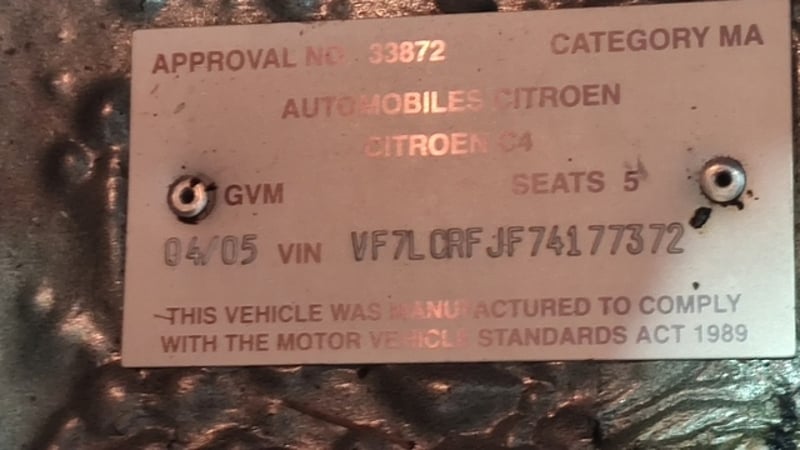 APPROVAL NO. 33872 CATEGORY MA
AUTOMOBILES CITROEN
CITROEN C4
GVM SEATS 5
04/05 VIN VF7LCRFJF74177372
THIS VEHICLE WAS MANUFACTURED TO COMPLY
WITH THE MOTOR VEHICLE STANDARDS ACT 1989